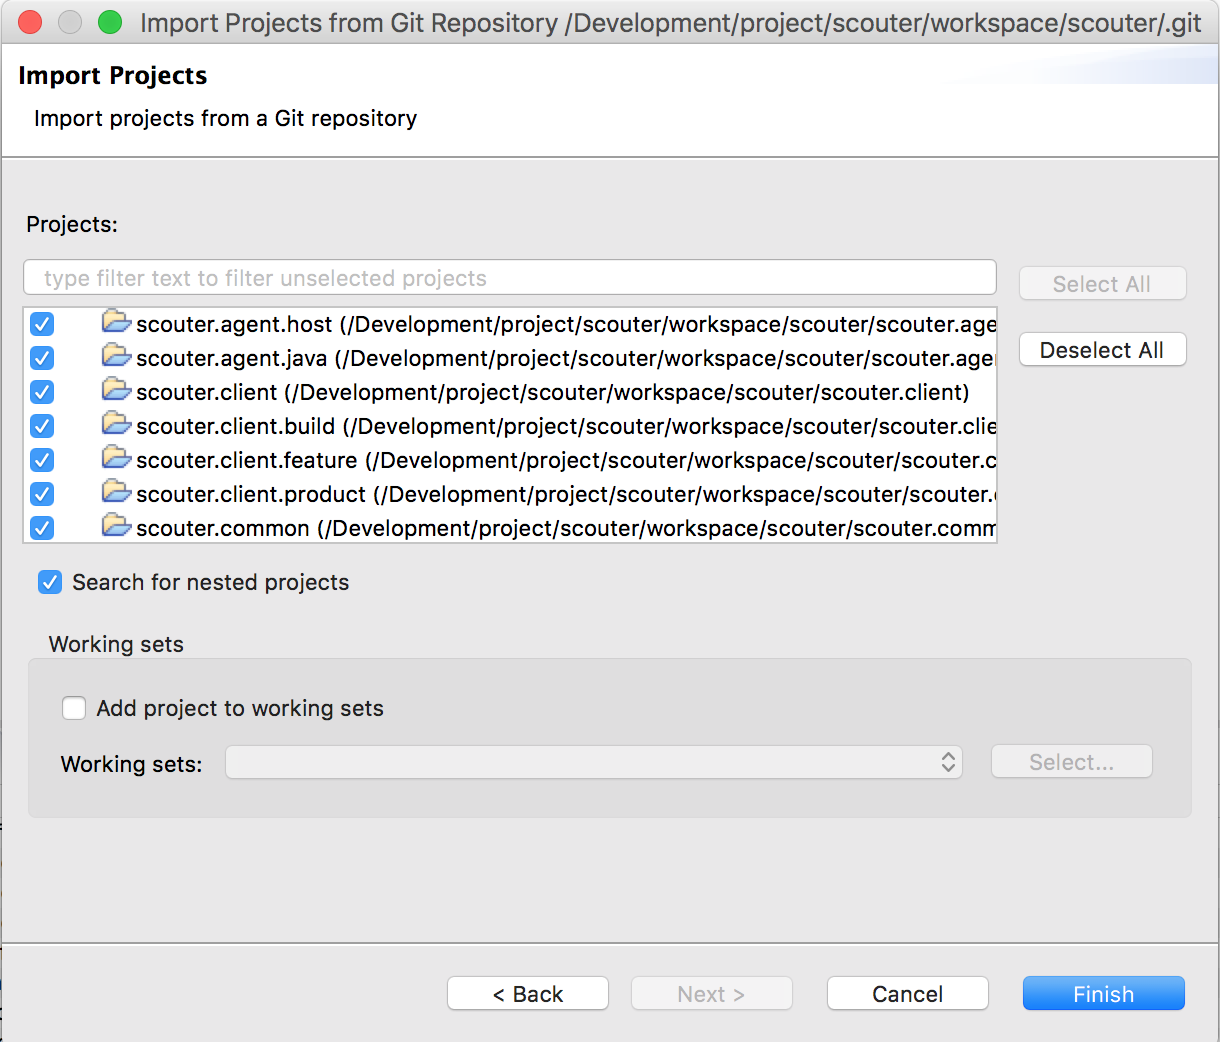 Import Projects from Git Repository /Development/project/scouter/workspace/scouter/.git
Import Projects
Import projects from a Git repository
Projects:
type filter text to filter unselected projects
Select All
scouter.agent.host (/Development/project/scouter/workspace/scouter/scouter.age
Deselect All
scouter.agent.java (/Development/project/scouter/workspace/scouter/scouter.age
scouter.client (/Development/project/scouter/workspace/scouter/scouter.client)
scouter.client.build (/Development/project/scouter/workspace/scouter/scouter.clie
scouter.client.feature (/Development/project/scouter/workspace/scouter/scouter.c
scouter.client.product (/Development/project/scouter/workspace/scouter/scouter.
scouter.common (/Development/project/scouter/workspace/scouter/scouter.comm
Search for nested projects
Working sets
Add project to working sets
Working sets:
Select...
< Back
Next >
Cancel
Finish